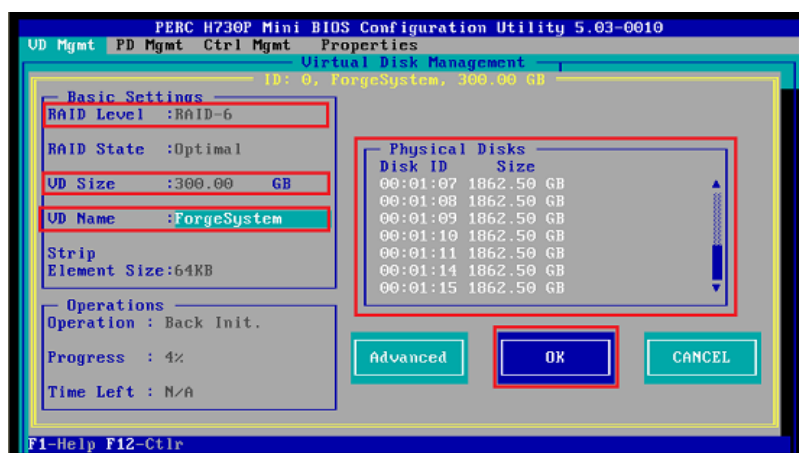 PERC H730P Mini BIOS Configuration Utility 5.03-0010
VD Mgmt PD Mgmt Ctrl Mgmt Properties
Virtual Disk Management
ID: 0, ForgeSystem, 300.00 GB
Basic Settings
RAID Level :RAID-6
RAID State :Optimal
VD Size :300.00 GB
VD Name :ForgeSystem
Strip
Element Size:64KB
Physical Disks
Disk ID Size
00:01:07 1862.50 GB
00:01:08 1862.50 GB
00:01:09 1862.50 GB
00:01:10 1862.50 GB
00:01:11 1862.50 GB
00:01:14 1862.50 GB
00:01:15 1862.50 GB
Operations
Operation : Back Init.
Progress : 4%
Time Left : N/A
Advanced OK CANCEL
F1-Help F12-Ctlr